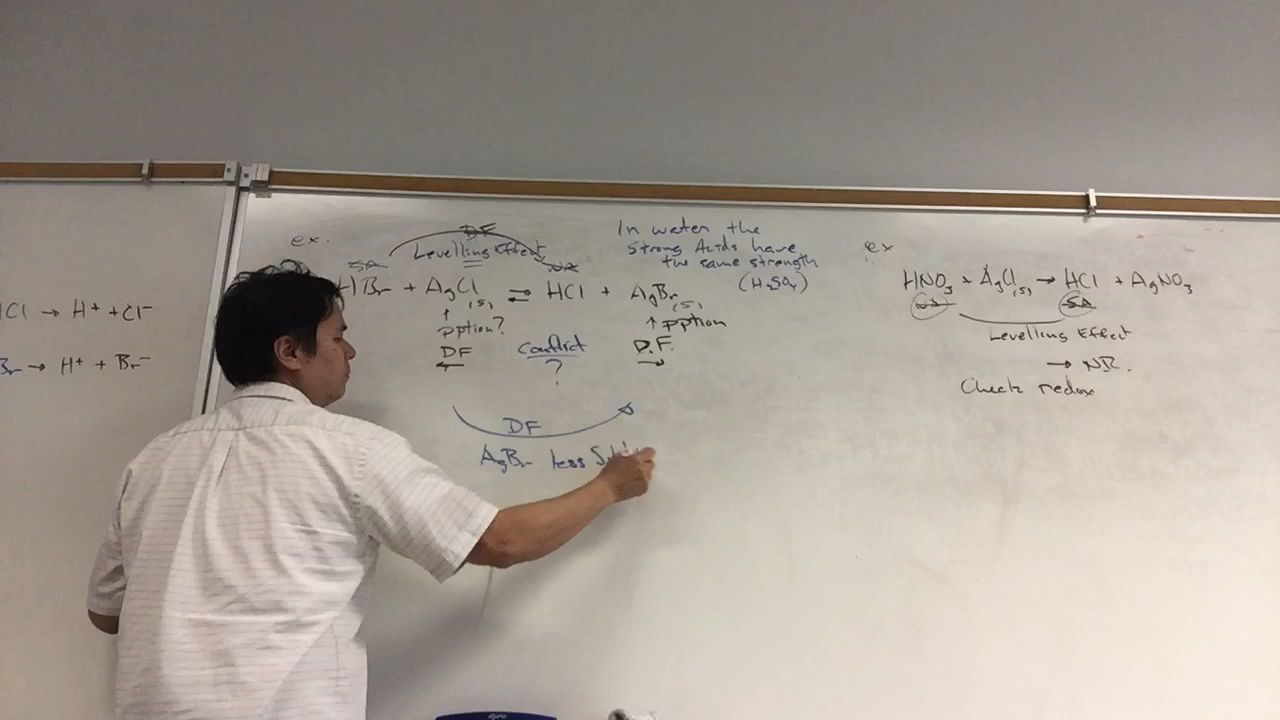 HCl → H+ + Cl-
Br → H+ + Br-
ex.
DF
Levelling Effect
SA
HBr + AgCl(s) ⇌ HCl + AgBr(s)
↑ pption?
DF
←
Conflict
?
↑ pption
D.F.
→
DF
AgBr less
In water the
Strong Acids have
the same strength
(H2SO4)
ex
HNO3 + AgCl(s) → HCl + AgNO3
SA
Levelling Effect
→ NR.
Check redox